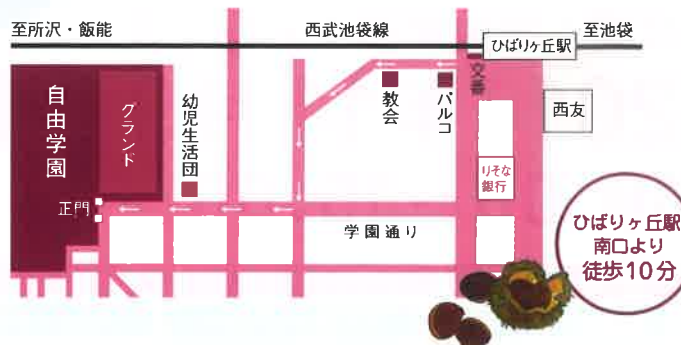 至所沢・飯能
西武池袋線
ひばりヶ丘駅
至池袋
交番
西友
パルコ
教会
りそな
銀行
幼児生活団
グランド
自由学園
正門
学園通り
ひばりヶ丘駅
南口より
徒歩10分